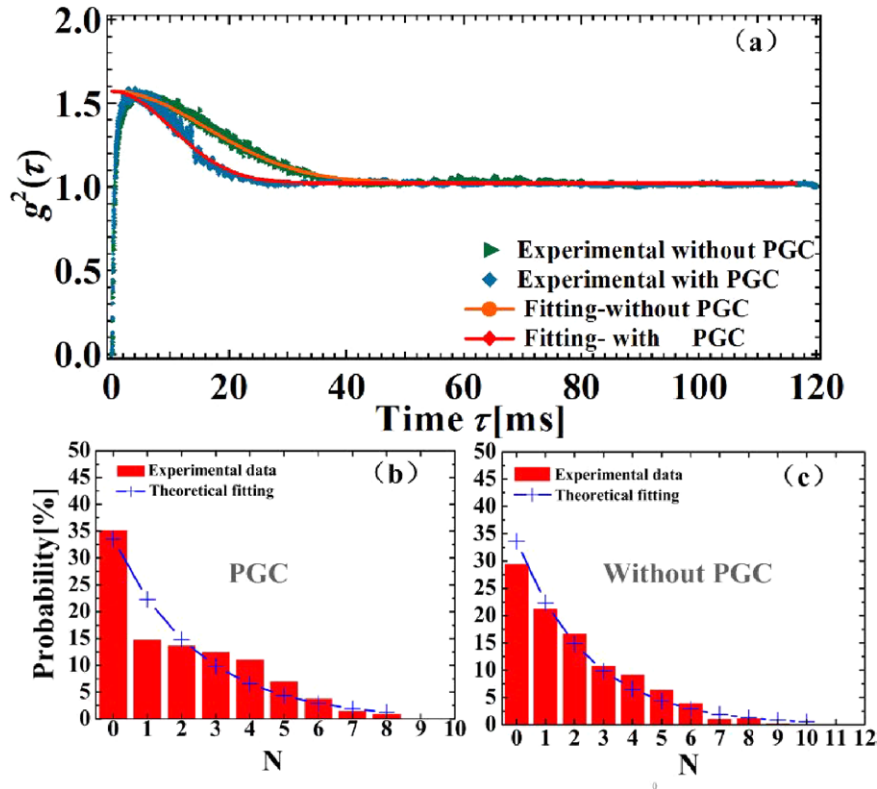 2.0
(a)
1.5
g²(τ)
1.0
0.5
0.0
Experimental without PGC
Experimental with PGC
Fitting-without PGC
Fitting- with PGC
0 20 40 60 80 100 120
Time τ[ms]
50
45
40
35
30
25
20
15
10
5
0
Probability[%]
Experimental data
Theoretical fitting
(b)
PGC
0 1 2 3 4 5 6 7 8 9 10
N
50
45
40
35
30
25
20
15
10
5
0
Experimental data
Theoretical fitting
(c)
Without PGC
0 1 2 3 4 5 6 7 8 9 10 11 12
N
0